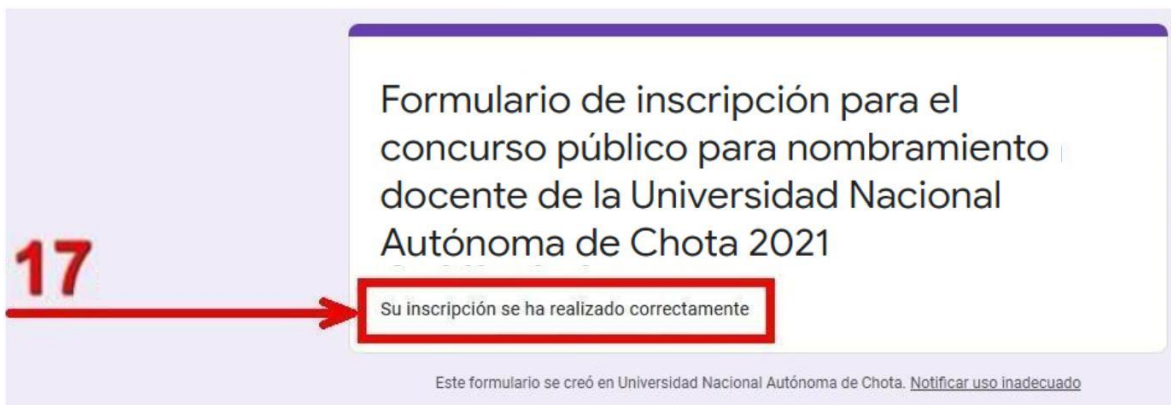 Formulario de inscripción para el
concurso público para nombramiento
docente de la Universidad Nacional
Autónoma de Chota 2021
17
Su inscripción se ha realizado correctamente
Este formulario se creó en Universidad Nacional Autónoma de Chota. Notificar uso inadecuado